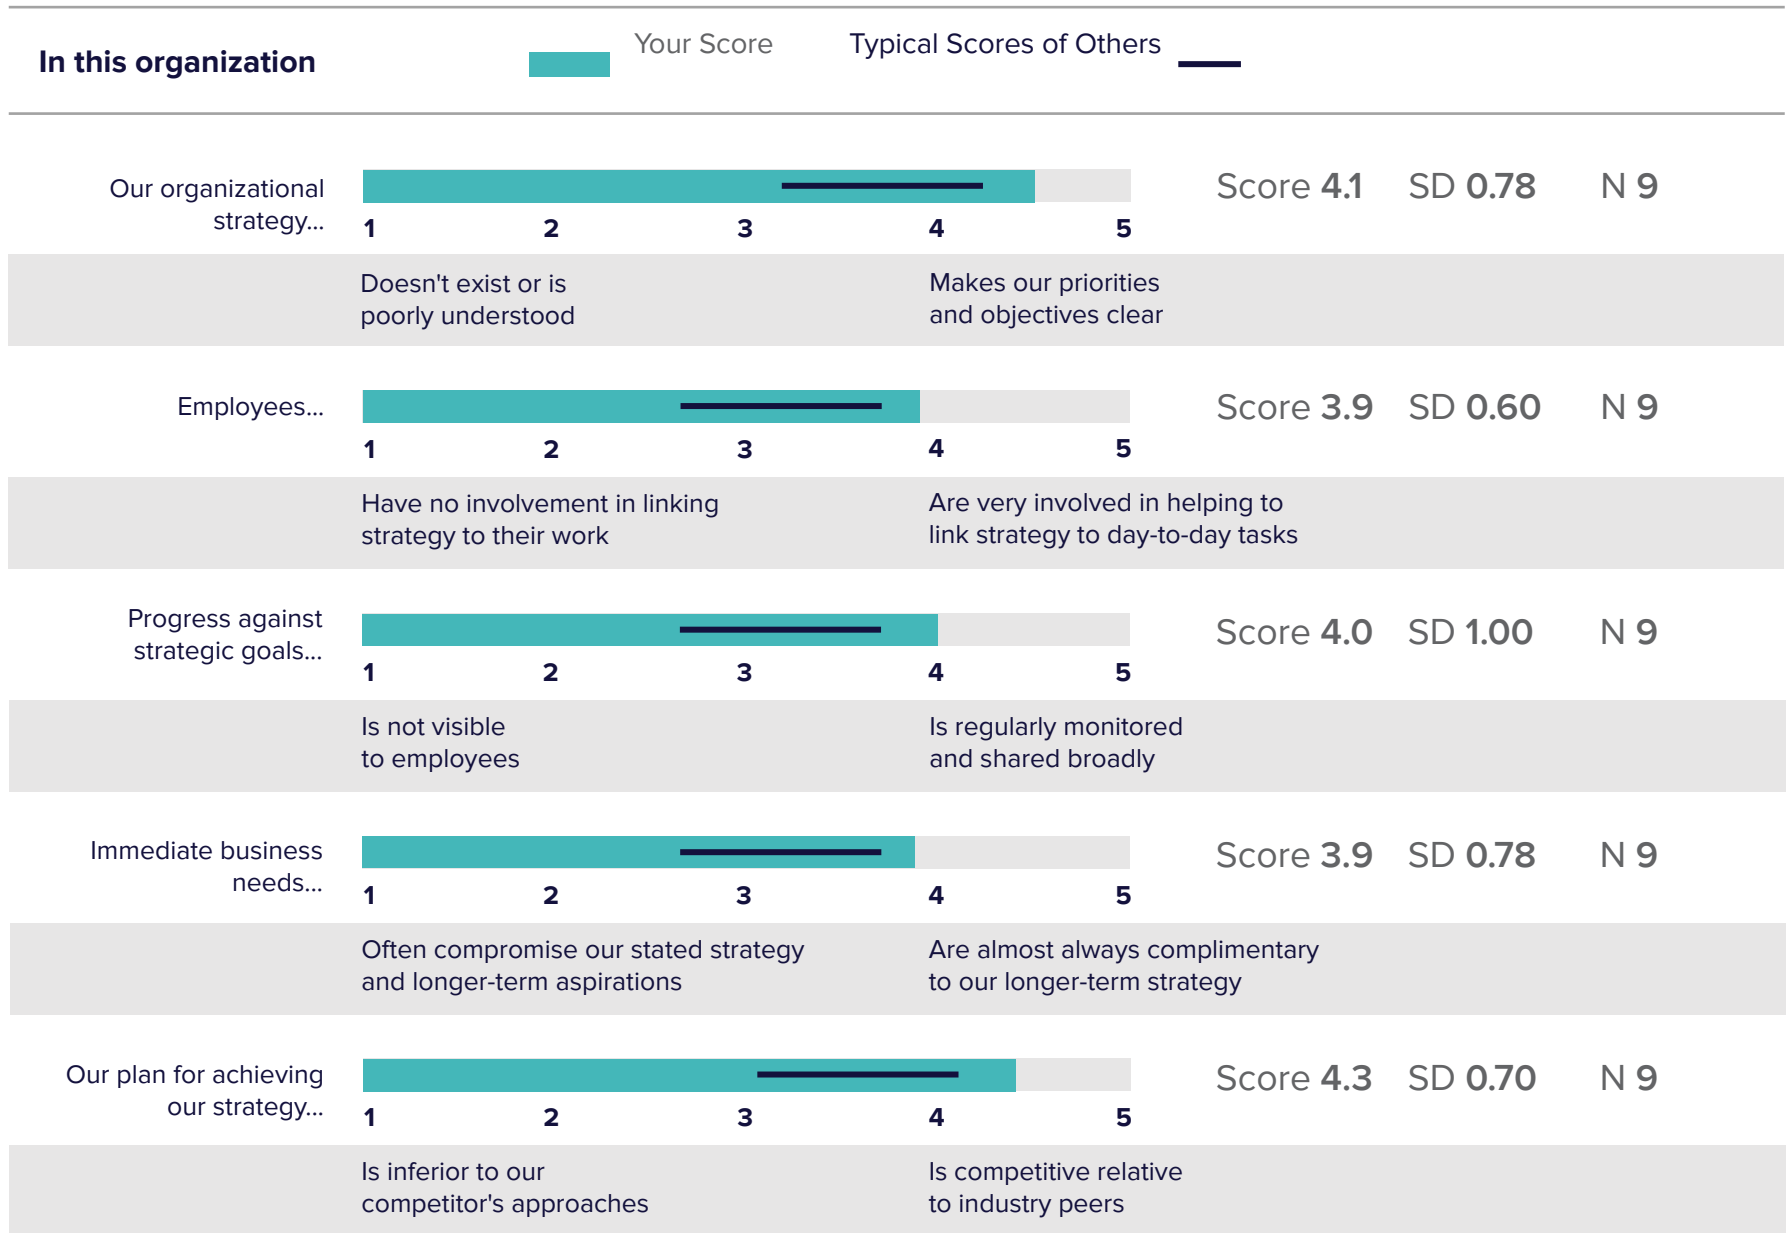 In this organization
Your Score
Typical Scores of Others
Our organizational
strategy...
1 2 3 4 5
Score 4.1 SD 0.78 N 9
Doesn't exist or is
poorly understood
Makes our priorities
and objectives clear
Employees...
1 2 3 4 5
Score 3.9 SD 0.60 N 9
Have no involvement in linking
strategy to their work
Are very involved in helping to
link strategy to day-to-day tasks
Progress against
strategic goals...
1 2 3 4 5
Score 4.0 SD 1.00 N 9
Is not visible
to employees
Is regularly monitored
and shared broadly
Immediate business
needs...
1 2 3 4 5
Score 3.9 SD 0.78 N 9
Often compromise our stated strategy
and longer-term aspirations
Are almost always complimentary
to our longer-term strategy
Our plan for achieving
our strategy...
1 2 3 4 5
Score 4.3 SD 0.70 N 9
Is inferior to our
competitor's approaches
Is competitive relative
to industry peers